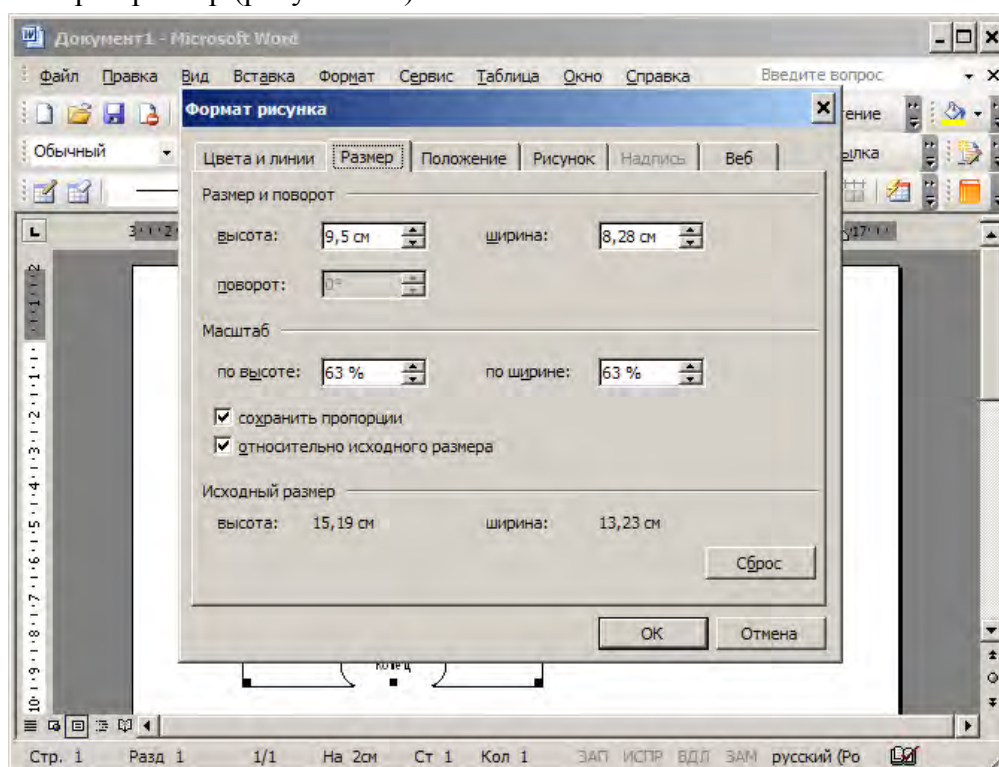 Документ1 - Microsoft Word
Файл Правка Вид Вставка Формат Сервис Таблица Окно Справка Введите вопрос
Формат рисунка
ение
Обычный
ылка
Цвета и линии Размер Положение Рисунок Надпись Веб
Размер и поворот
высота: 9,5 см ширина: 8,28 см
поворот: 0°
Масштаб
по высоте: 63 % по ширине: 63 %
сохранить пропорции
относительно исходного размера
Исходный размер
высота: 15,19 см ширина: 13,23 см
Сброс
ОК Отмена
Конец
Стр. 1 Разд 1 1/1 На 2см Ст 1 Кол 1 ЗАП ИСПР ВДЛ ЗАМ русский (Ро